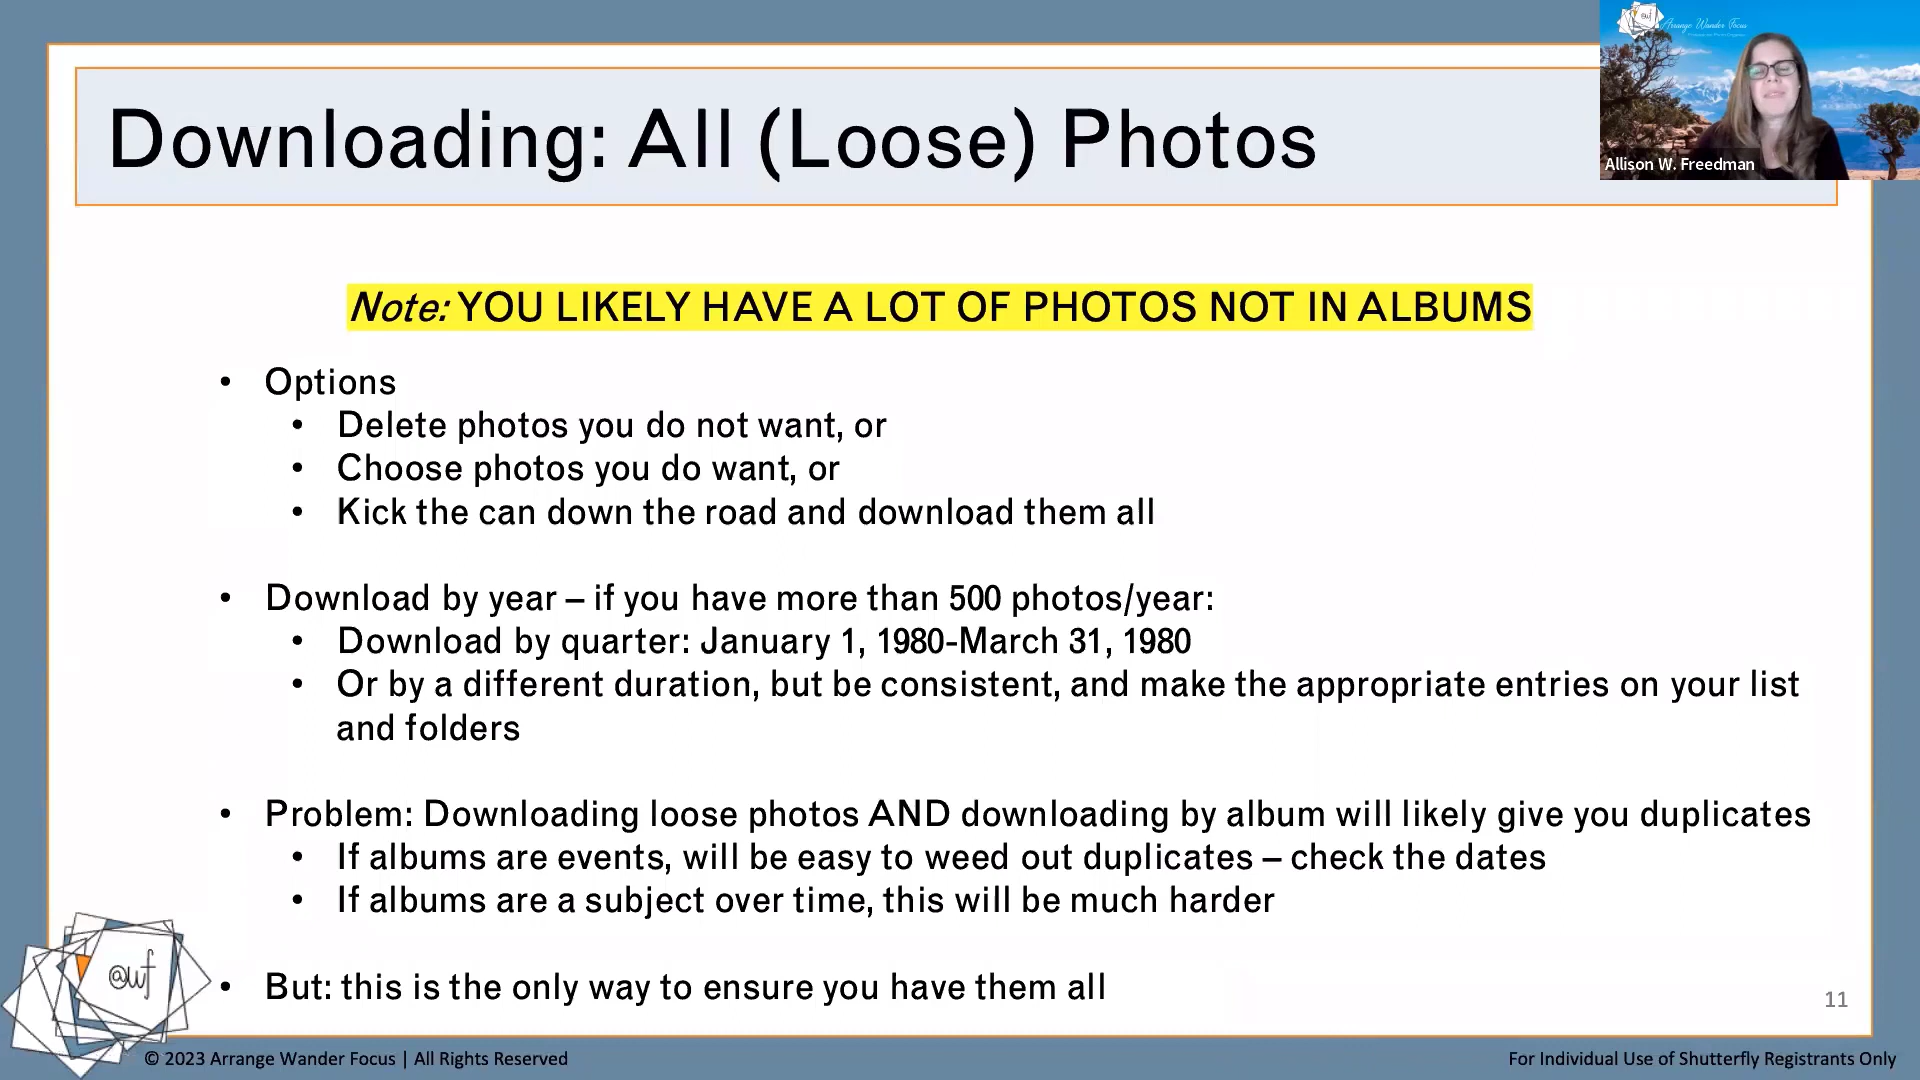 Downloading: All (Loose) Photos
@wf Arrange Wander Focus
Allison W. Freedman
Note: YOU LIKELY HAVE A LOT OF PHOTOS NOT IN ALBUMS
• Options
• Delete photos you do not want, or
• Choose photos you do want, or
• Kick the can down the road and download them all
• Download by year – if you have more than 500 photos/year:
• Download by quarter: January 1, 1980-March 31, 1980
• Or by a different duration, but be consistent, and make the appropriate entries on your list
and folders
• Problem: Downloading loose photos AND downloading by album will likely give you duplicates
• If albums are events, will be easy to weed out duplicates – check the dates
• If albums are a subject over time, this will be much harder
@wf
• But: this is the only way to ensure you have them all
11
© 2023 Arrange Wander Focus | All Rights Reserved
For Individual Use of Shutterfly Registrants Only